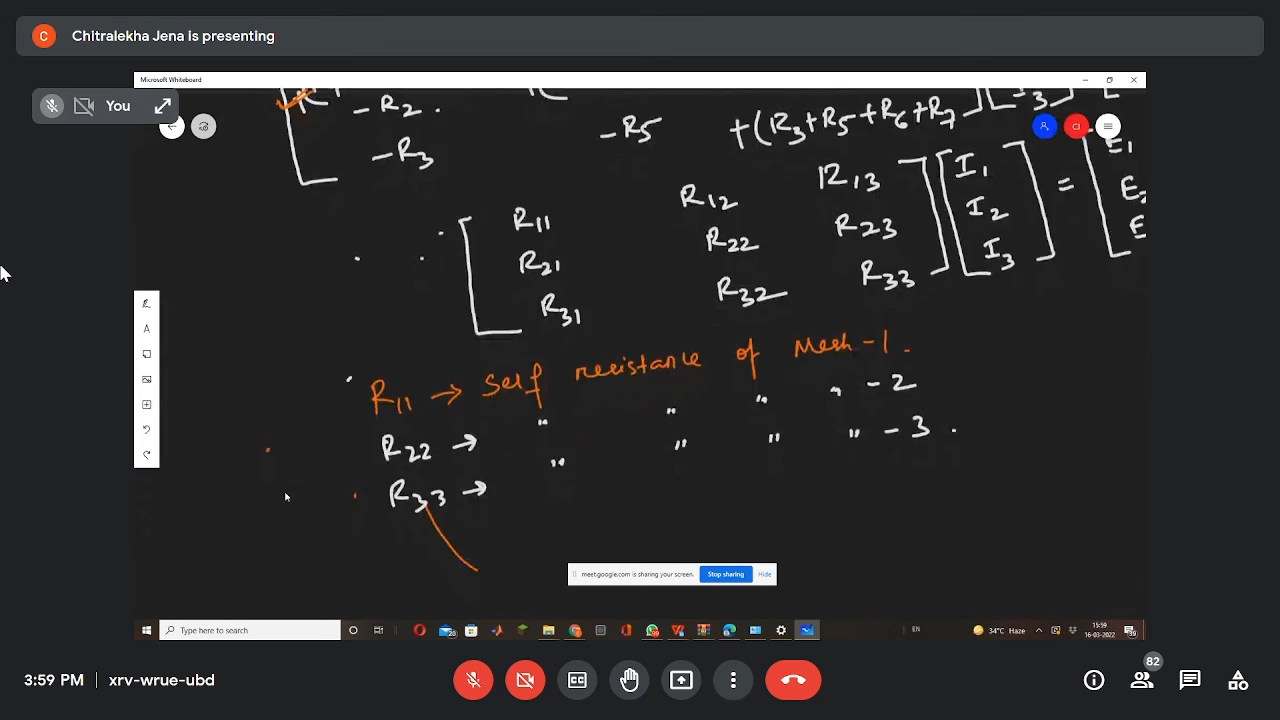 Chitralekha Jena is presenting
C
Microsoft Whiteboard
You
CI
-R2.
-R3
-R5
+(R3+R5+R6+R7
I3
R11 R12 R13 I1 = E1
R21 R22 R23 I2
R31 R32 R33 I3
R11 → Self resistance of Mesh-1.
R22 → " " " " -2
R33 → " " " " -3.
meet.google.com is sharing your screen.
Stop sharing
Hide
Type here to search
34°C Haze
EN
15:59
16-03-2022
3:59 PM
xrv-wrue-ubd
82